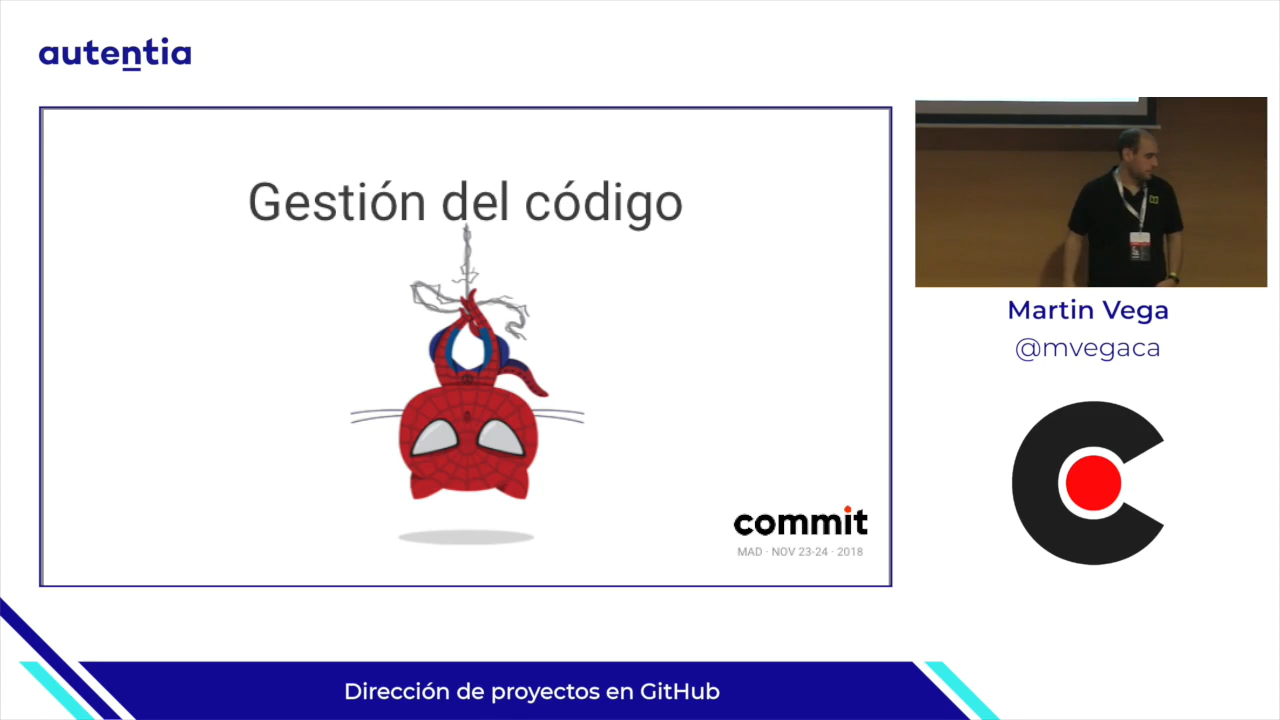 autentia
Gestión del código
commit
MAD · NOV 23-24 · 2018
Martin Vega
@mvegaca
Dirección de proyectos en GitHub